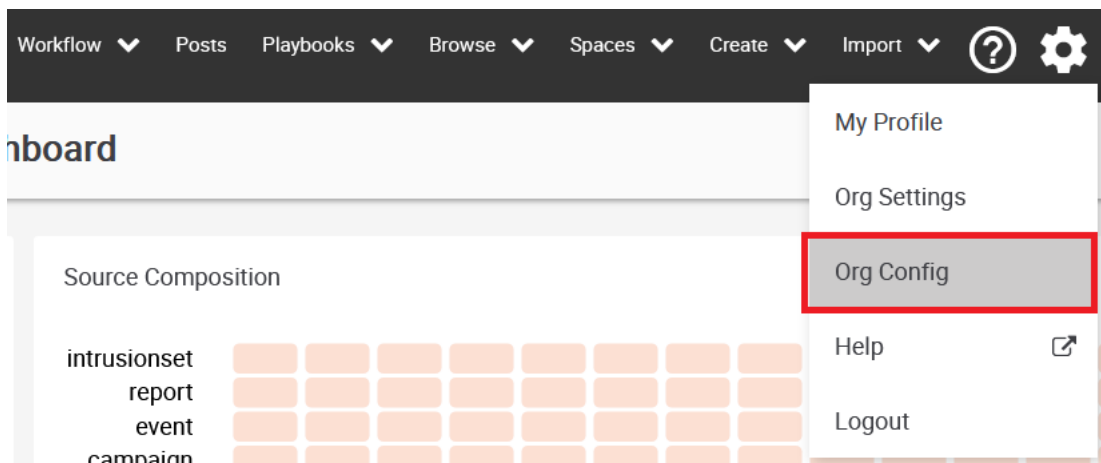 Workflow Posts Playbooks Browse Spaces Create Import
My Profile
hboard
Org Settings
Source Composition
Org Config
intrusionset
Help
report
event
Logout
campaign